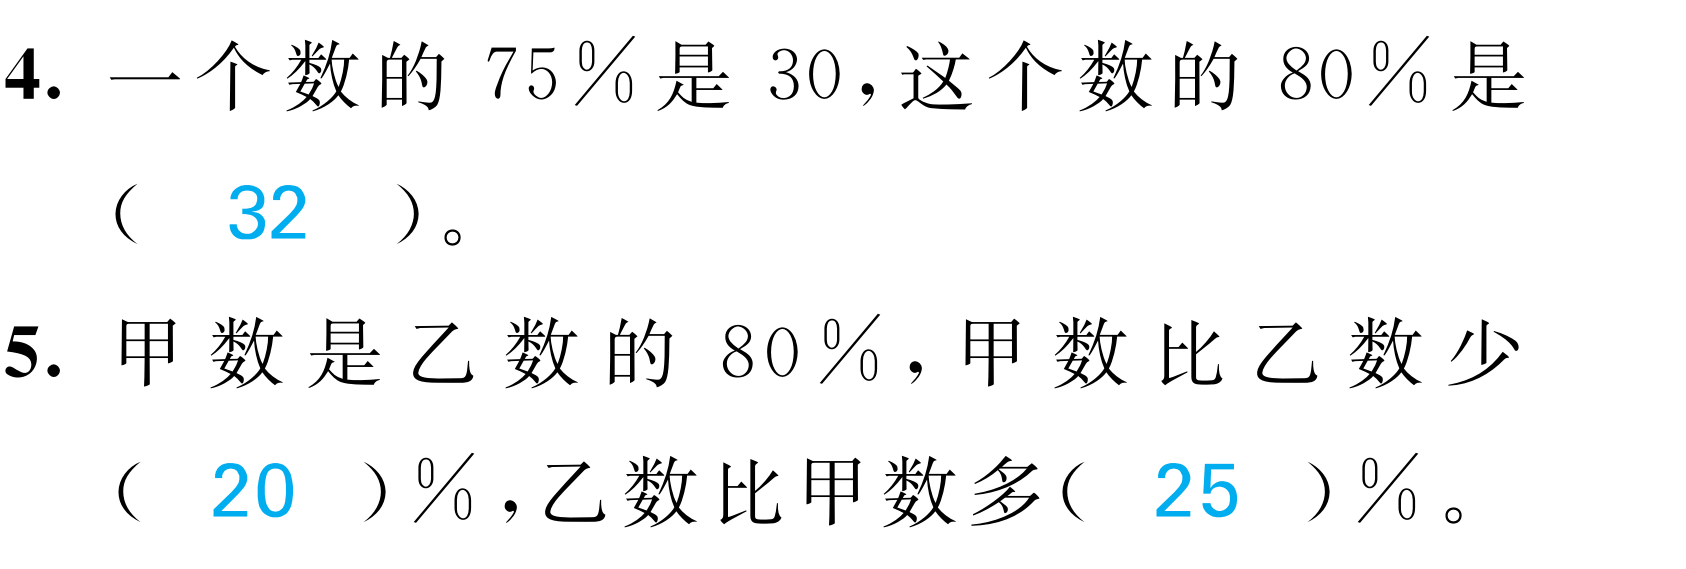 4. 一个数的 75%是 30,这个数的 80%是
( 32 )。
5. 甲数是乙数的 80%,甲数比乙数少
( 20 )%,乙数比甲数多( 25 )%。